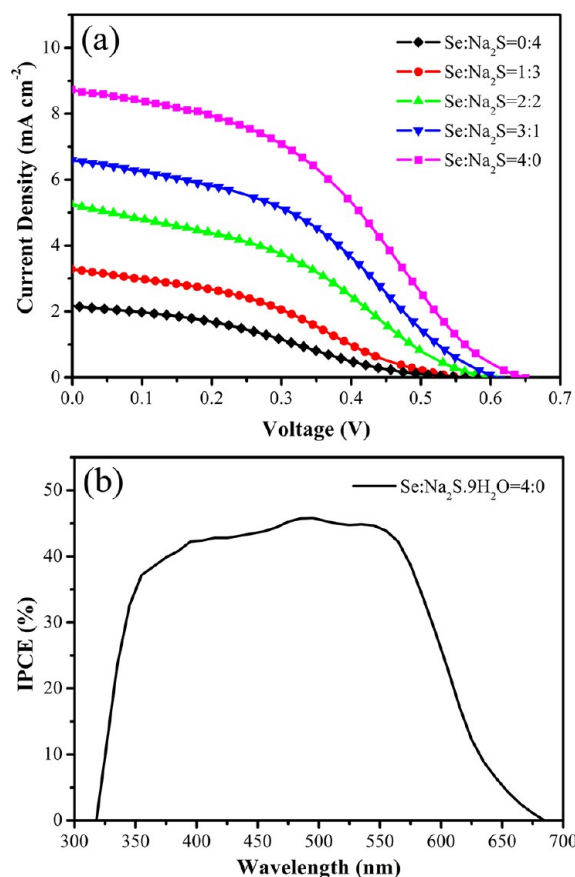 (a)
Se:Na₂S=0:4
Se:Na₂S=1:3
Se:Na₂S=2:2
Se:Na₂S=3:1
Se:Na₂S=4:0
Current Density (mA cm⁻²)
10
8
6
4
2
0
0.0 0.1 0.2 0.3 0.4 0.5 0.6 0.7
Voltage (V)
(b)
Se:Na₂S.9H₂O=4:0
IPCE (%)
50
40
30
20
10
0
300 350 400 450 500 550 600 650 700
Wavelength (nm)